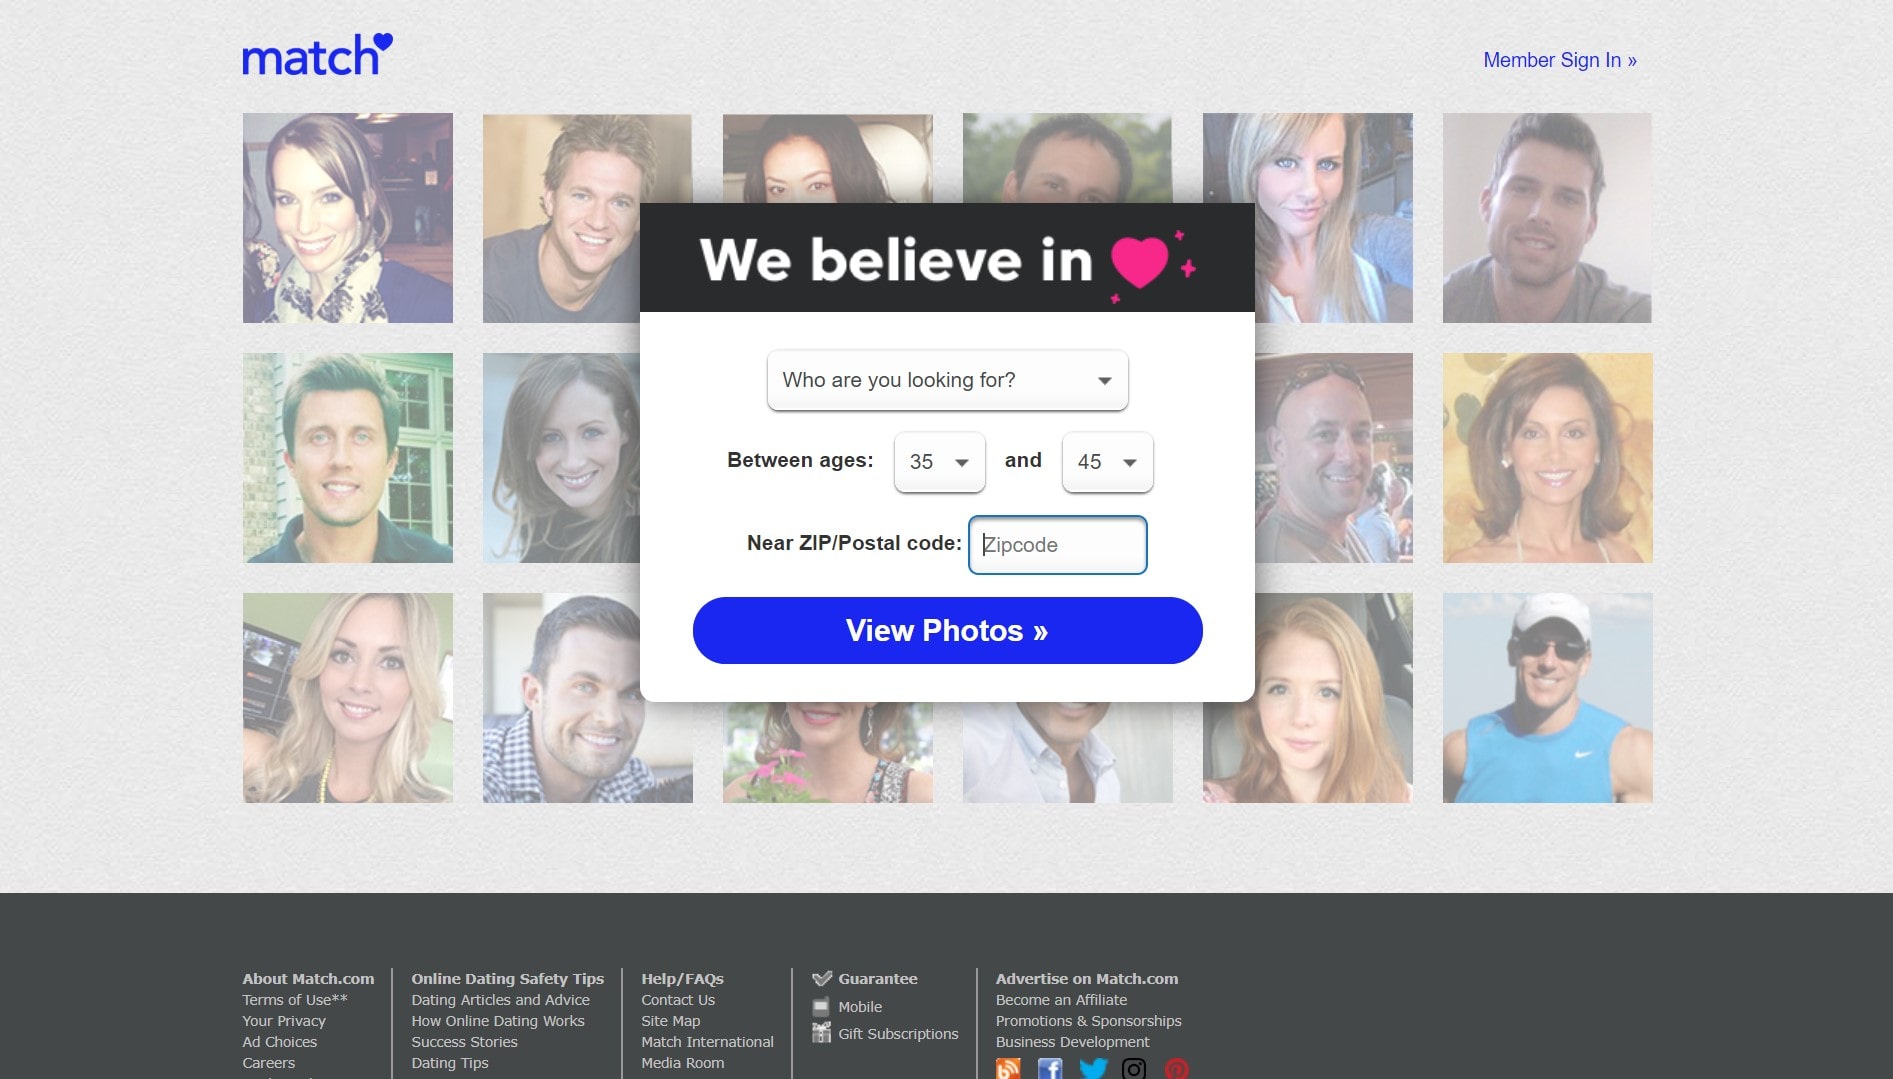 match
Member Sign In »
We believe in
Who are you looking for?
Between ages: 35 and 45
Near ZIP/Postal code: Zipcode
View Photos »
About Match.com
Terms of Use**
Your Privacy
Ad Choices
Careers
Online Dating Safety Tips
Dating Articles and Advice
How Online Dating Works
Success Stories
Dating Tips
Help/FAQs
Contact Us
Site Map
Match International
Media Room
Guarantee
Mobile
Gift Subscriptions
Advertise on Match.com
Become an Affiliate
Promotions & Sponsorships
Business Development